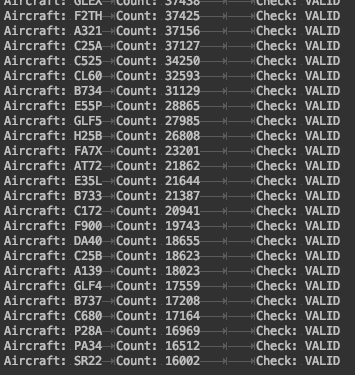 Aircraft: GLEX Count: 37438 Check: VALID
Aircraft: F2TH Count: 37425 Check: VALID
Aircraft: A321 Count: 37156 Check: VALID
Aircraft: C25A Count: 37127 Check: VALID
Aircraft: C525 Count: 34250 Check: VALID
Aircraft: CL60 Count: 32593 Check: VALID
Aircraft: B734 Count: 31129 Check: VALID
Aircraft: E55P Count: 28865 Check: VALID
Aircraft: GLF5 Count: 27985 Check: VALID
Aircraft: H25B Count: 26808 Check: VALID
Aircraft: FA7X Count: 23201 Check: VALID
Aircraft: AT72 Count: 21862 Check: VALID
Aircraft: E35L Count: 21644 Check: VALID
Aircraft: B733 Count: 21387 Check: VALID
Aircraft: C172 Count: 20941 Check: VALID
Aircraft: F900 Count: 19743 Check: VALID
Aircraft: DA40 Count: 18655 Check: VALID
Aircraft: C25B Count: 18623 Check: VALID
Aircraft: A139 Count: 18023 Check: VALID
Aircraft: GLF4 Count: 17559 Check: VALID
Aircraft: B737 Count: 17208 Check: VALID
Aircraft: C680 Count: 17164 Check: VALID
Aircraft: P28A Count: 16969 Check: VALID
Aircraft: PA34 Count: 16512 Check: VALID
Aircraft: SR22 Count: 16002 Check: VALID